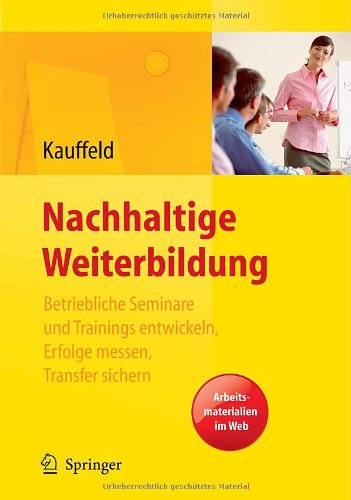 Urheberrechtlich geschütztes Material
Kauffeld
Nachhaltige
Weiterbildung
Betriebliche Seminare
und Trainings entwickeln,
Erfolge messen,
Transfer sichern
Arbeits-
materialien
im Web
Springer
Urheberrechtlich geschütztes Material